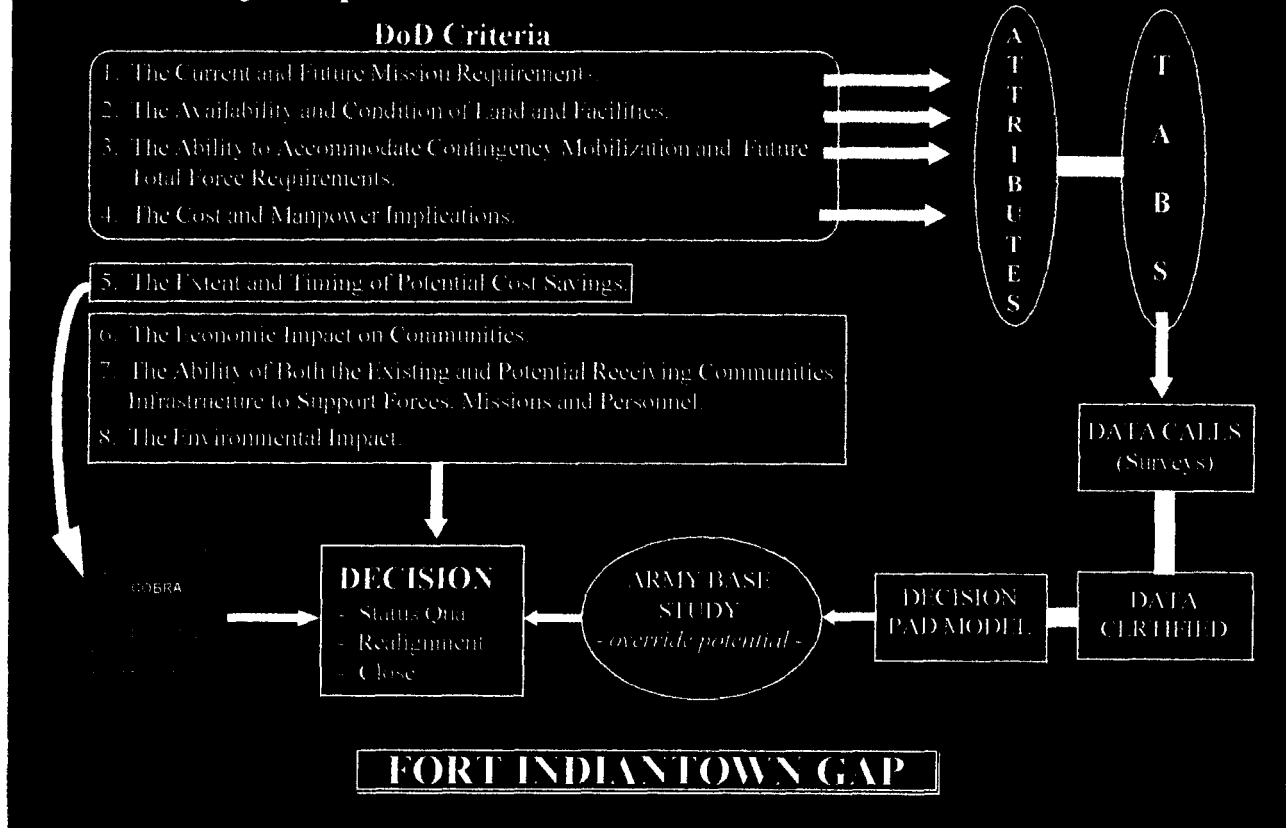 DoD Criteria
1. The Current and Future Mission Requirements.
2. The Availability and Condition of Land and Facilities.
3. The Ability to Accommodate Contingency Mobilization and Future
Total Force Requirements.
4. The Cost and Manpower Implications.
5. The Extent and Timing of Potential Cost Savings.
6. The Economic Impact on Communities.
7. The Ability of Both the Existing and Potential Receiving Communities
Infrastructure to Support Forces, Missions and Personnel.
8. The Environmental Impact.
ATTRIBUTES
TABS
DATA CALLS
(Surveys)
DATA
CERTIFIED
DECISION
PAD MODEL
ARMY BASE
STUDY
- override potential -
DECISION
- Status Qua
- Realignment
- Close
COBRA
FORT INDIANTOWN GAP